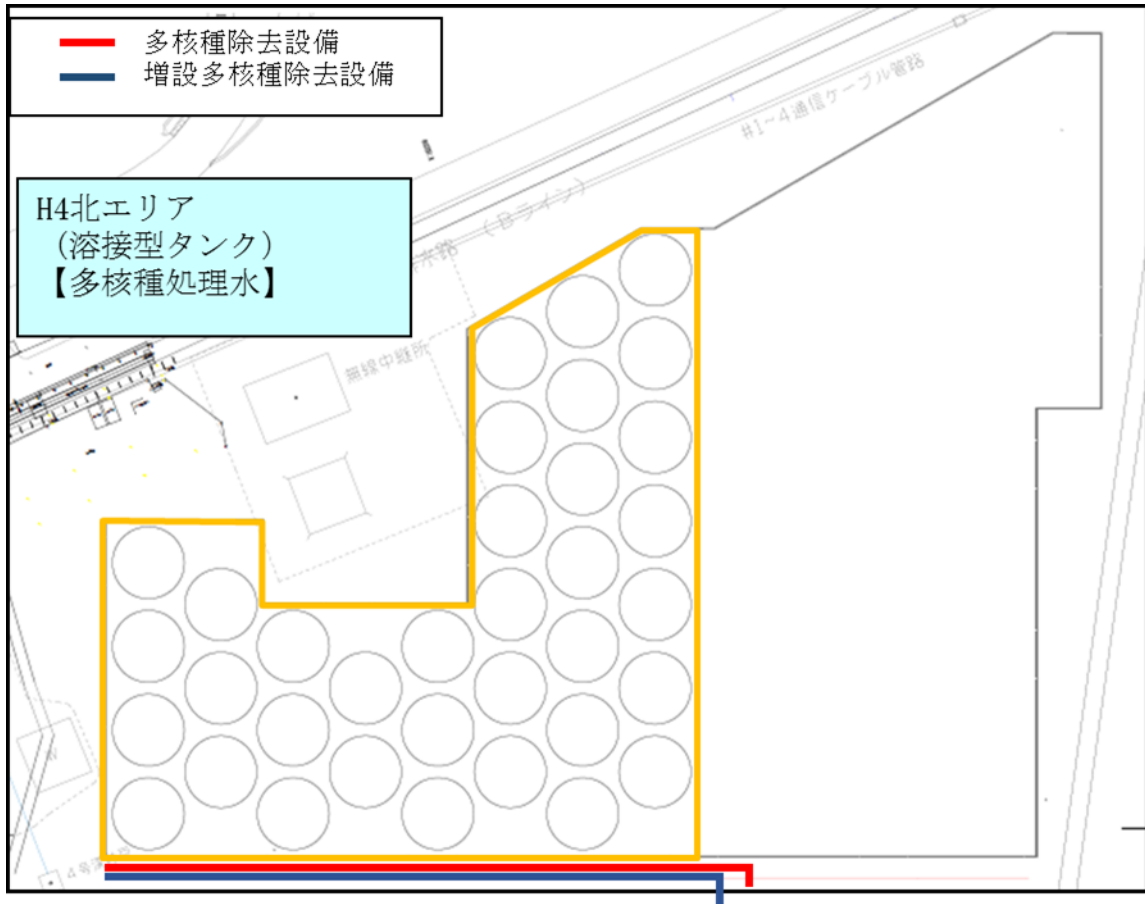 多核種除去設備
増設多核種除去設備
#1~4通信ケーブル管路
H4北エリア
(溶接型タンク)
【多核種処理水】
水路 (Bライン)
無線中継所